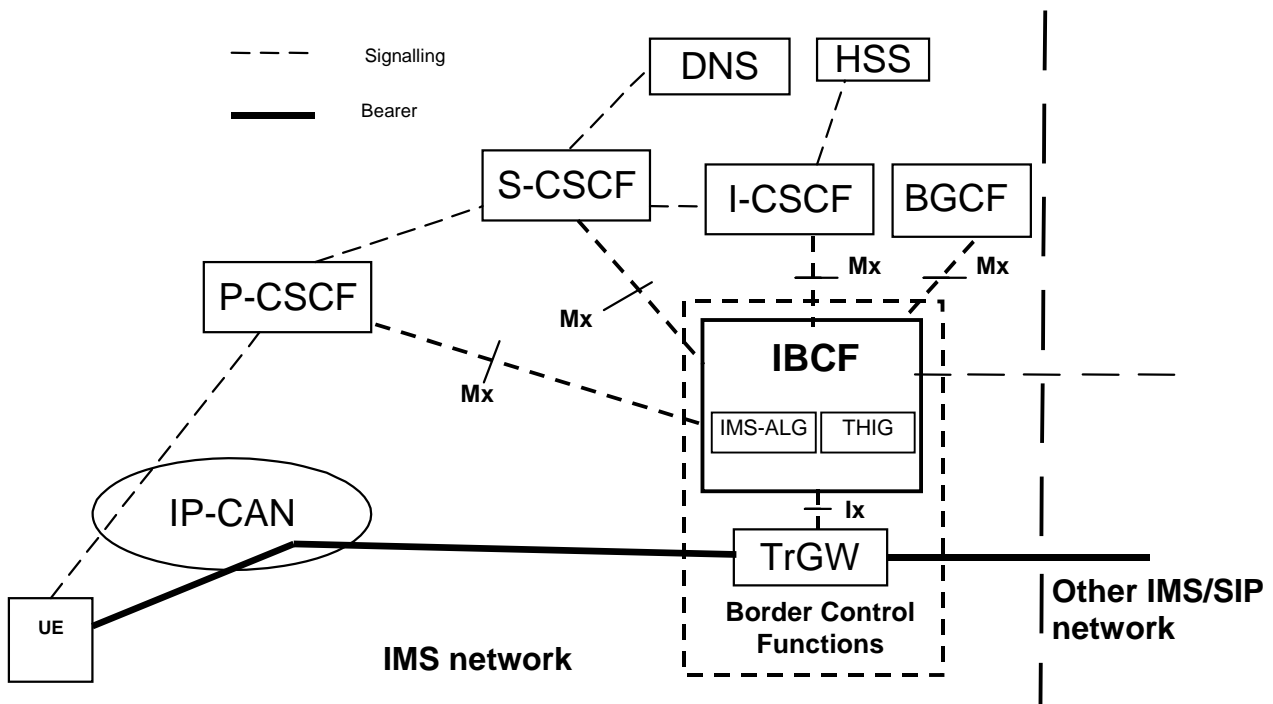 Signalling
Bearer
DNS
HSS
S-CSCF
I-CSCF
BGCF
P-CSCF
Mx
Mx
Mx
Mx
IBCF
IMS-ALG
THIG
IP-CAN
Ix
TrGW
UE
Border Control
Functions
Other IMS/SIP
network
IMS network